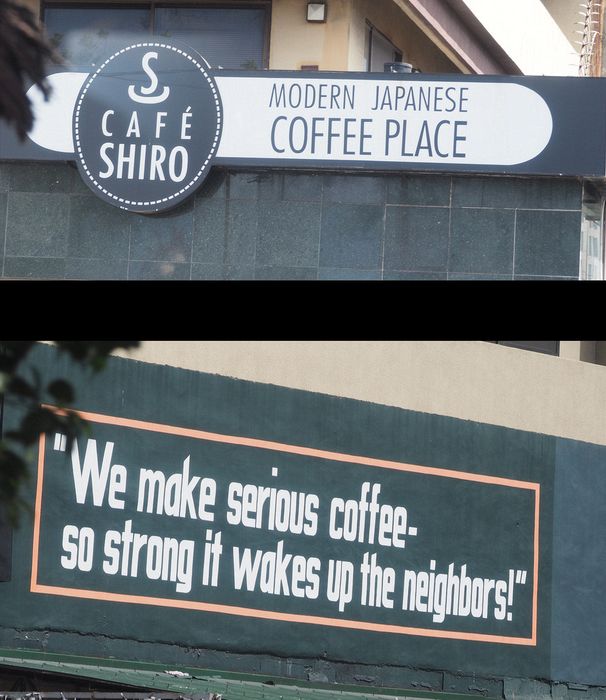 S
CAFÉ
SHIRO
MODERN JAPANESE
COFFEE PLACE
"We make serious coffee-
so strong it wakes up the neighbors!"